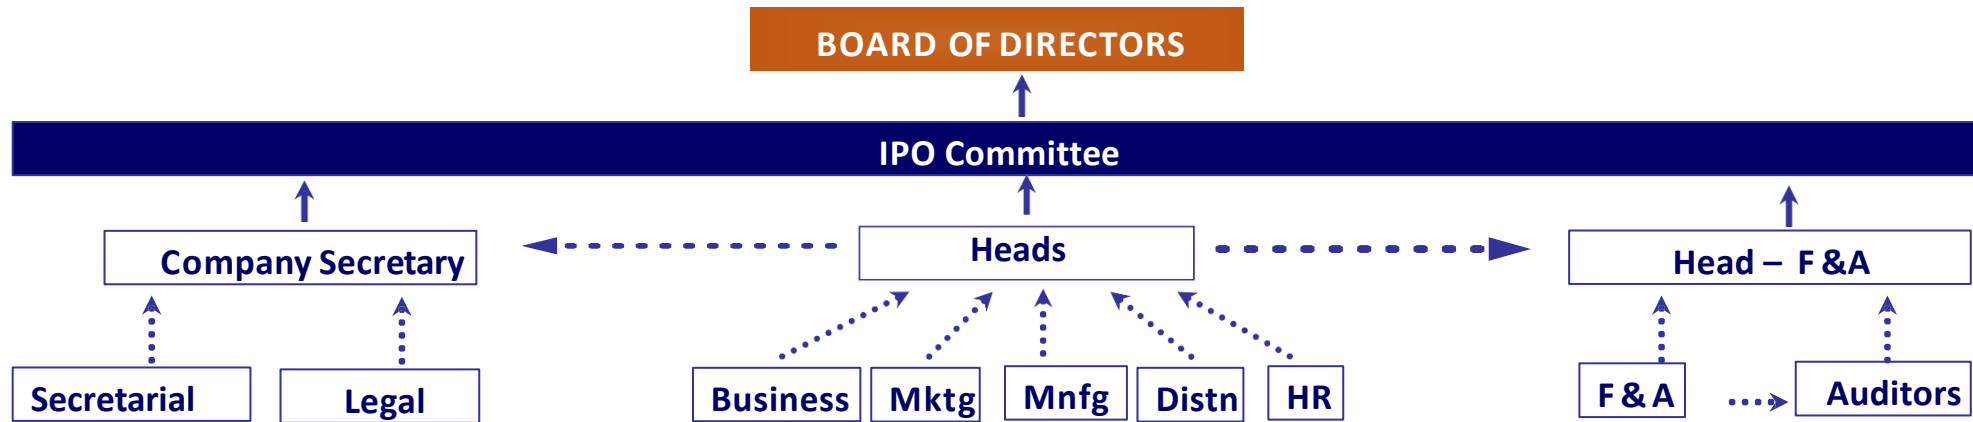 BOARD OF DIRECTORS
IPO Committee
Company Secretary
Heads
Head – F &A
Secretarial
Legal
Business
Mktg
Mnfg
Distn
HR
F & A
Auditors